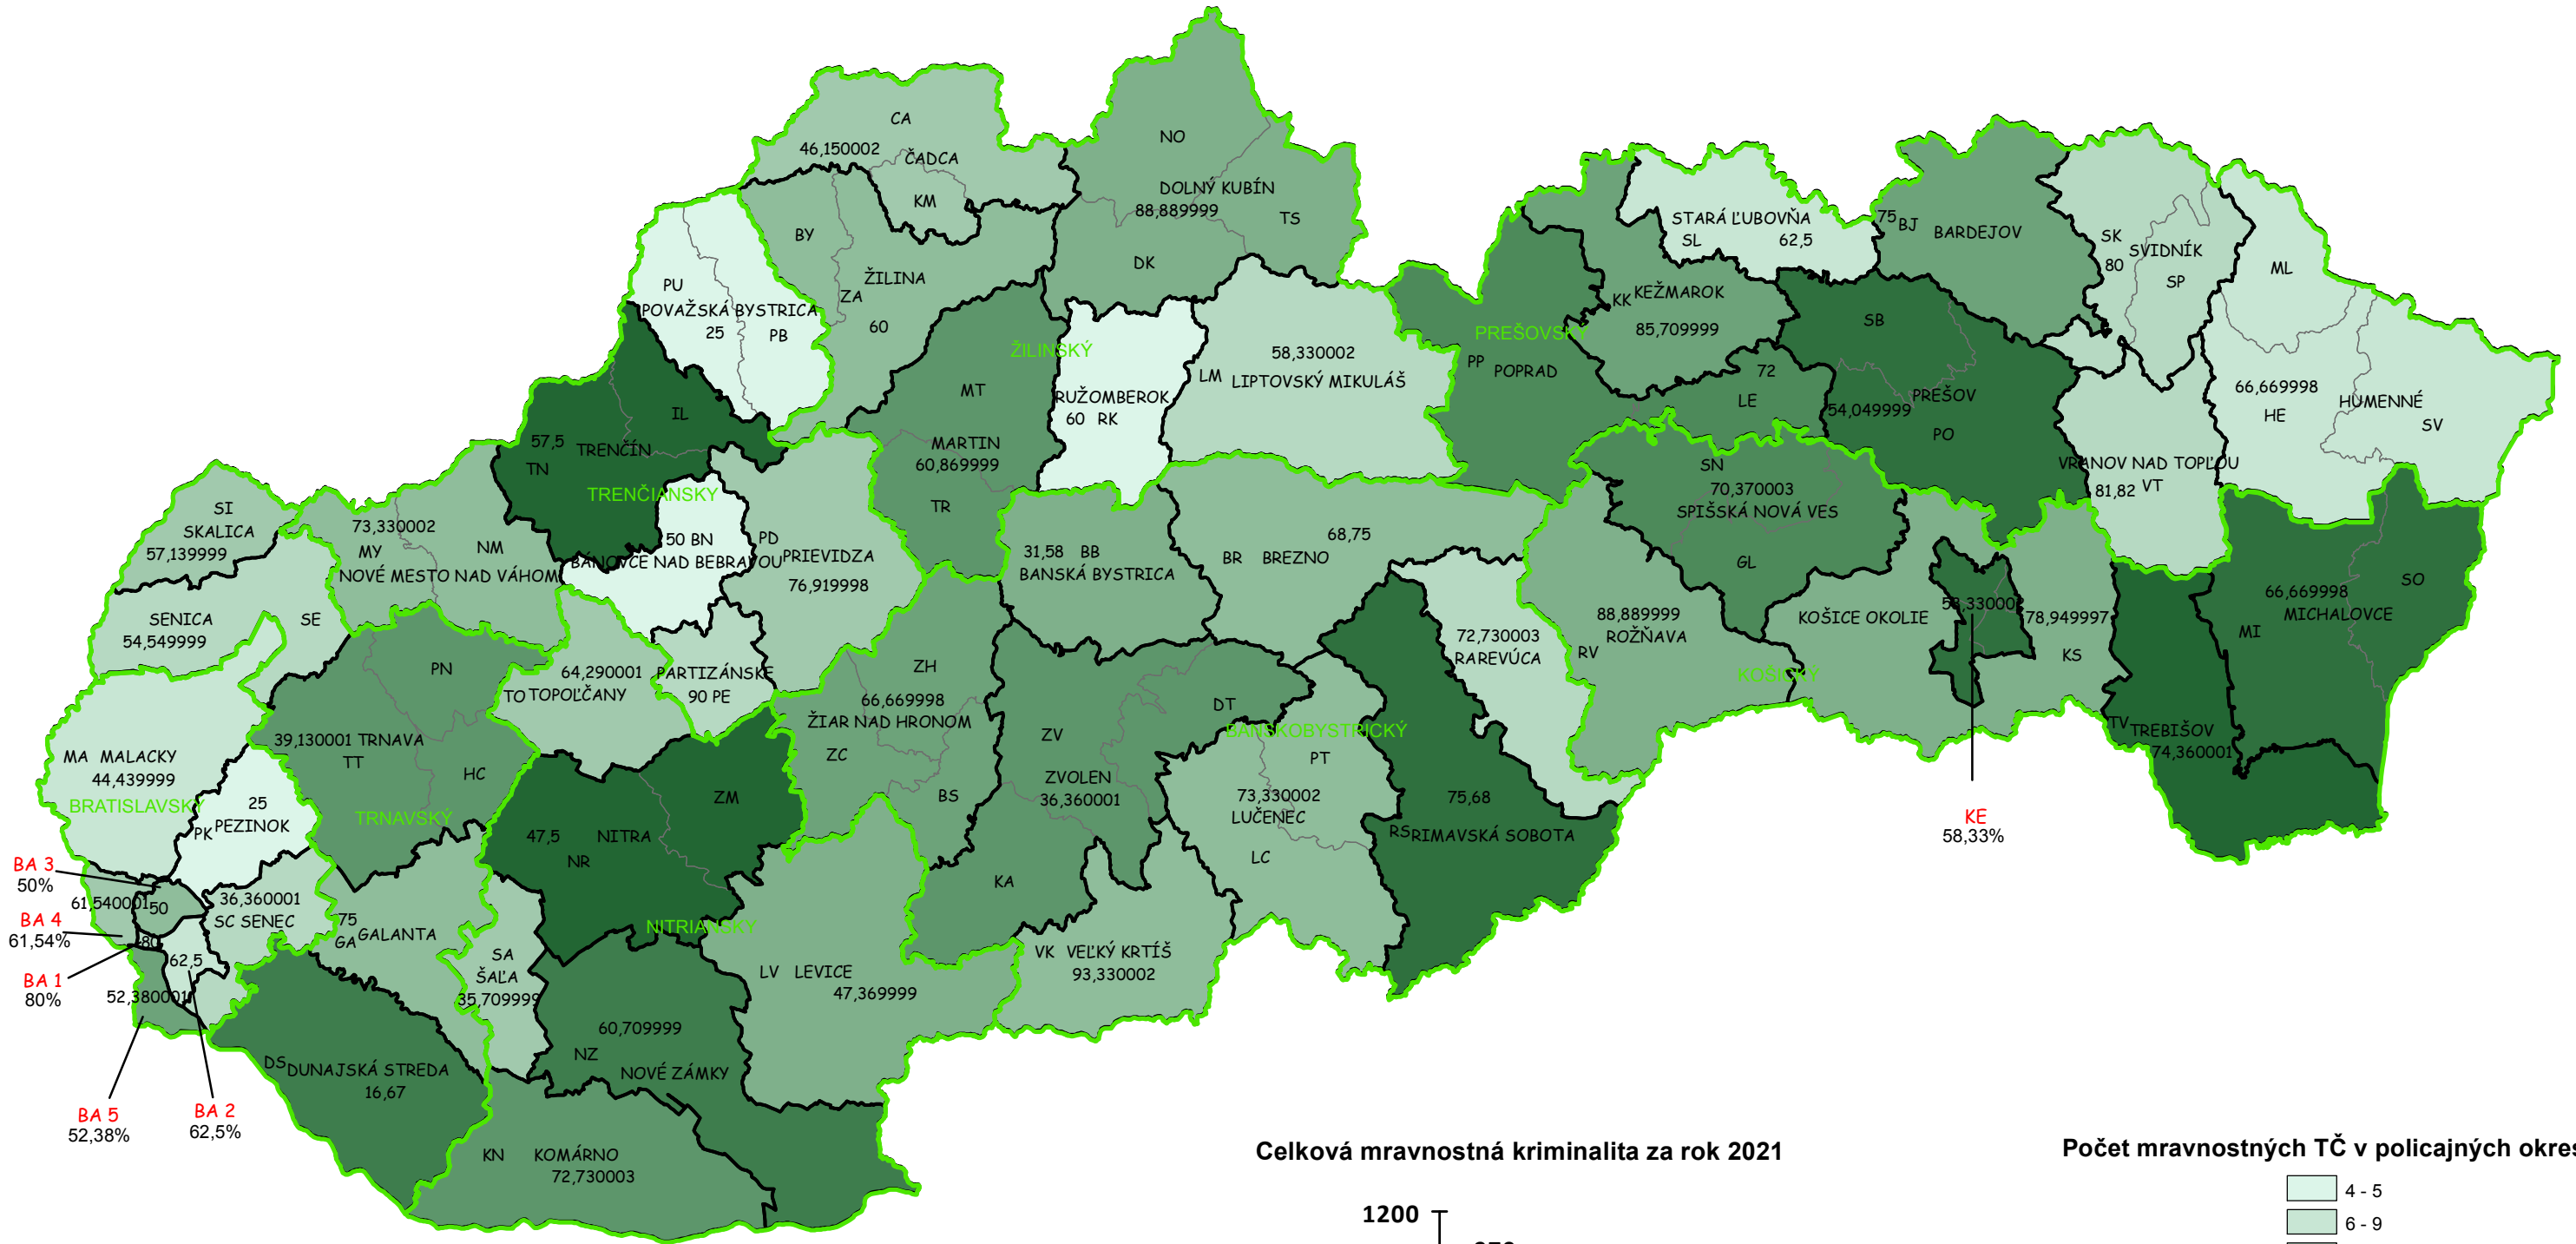 CA
46,150002
ČADCA
KM
NO
DOLNÝ KUBÍN
88,889999
TS
DK
BY
ŽILINA
ZA
60
PU
POVAŽSKÁ BYSTRICA
25
PB
STARÁ ĽUBOVŇA
SL 62,5
75
BJ BARDEJOV
SK
SVIDNÍK
80
SP
ML
KK KEŽMAROK
85,709999
PREŠOVSKÝ
PP
POPRAD
72
LE
SB
54,049999
PREŠOV
PO
66,669998
HE
HUMENNÉ
SV
VRANOV NAD TOPĽOU
81,82 VT
ŽILINSKÝ
MT
MARTIN
60,869999
TR
RUŽOMBEROK
60 RK
58,330002
LM LIPTOVSKÝ MIKULÁŠ
IL
57,5
TRENČÍN
TN
TRENČIANSKY
SI
SKALICA
57,139999
73,330002
MY
NM
NOVÉ MESTO NAD VÁHOM
50 BN
BÁNOVCE NAD BEBRAVOU
PD
PRIEVIDZA
76,919998
31,58 BB
BANSKÁ BYSTRICA
68,75
BR BREZNO
SN
70,370003
SPIŠSKÁ NOVÁ VES
GL
SENICA
54,549999
SE
PN
64,290001
TO TOPOĽČANY
PARTIZÁNSKE
90 PE
ZH
66,669998
ŽIAR NAD HRONOM
ZC
BS
72,730003
RAREVÚCA
88,889999
ROŽŇAVA
RV
KOŠICE OKOLIE
KOŠICKÝ
78,949997
KS
66,669998
MICHALOVCE
MI
SO
TV
TREBIŠOV
74,360001
KE
58,33%
MA MALACKY
44,439999
BRATISLAVSKÝ
39,130001 TRNAVA
TT
HC
TRNAVSKÝ
25
PEZINOK
PK
DT
ZV
BANSKOBYSTRICKÝ
PT
ZVOLEN
36,360001
73,330002
LUČENEC
LC
75,68
RS RIMAVSKÁ SOBOTA
ZM
47,5 NITRA
NR
NITRIANSKY
KA
BA 3
50%
61,540001
50
36,360001
SC SENEC
BA 4
61,54%
80
62,5
BA 1
80%
52,380001
75
GA GALANTA
SA
ŠAĽA
35,709999
LV LEVICE
47,369999
VK VEĽKÝ KRTÍŠ
93,330002
60,709999
NZ
NOVÉ ZÁMKY
DS DUNAJSKÁ STREDA
16,67
BA 5
52,38%
BA 2
62,5%
KN KOMÁRNO
72,730003
Celková mravnostná kriminalita za rok 2021
1200
Počet mravnostných TČ v policajných okres
4 - 5
6 - 9